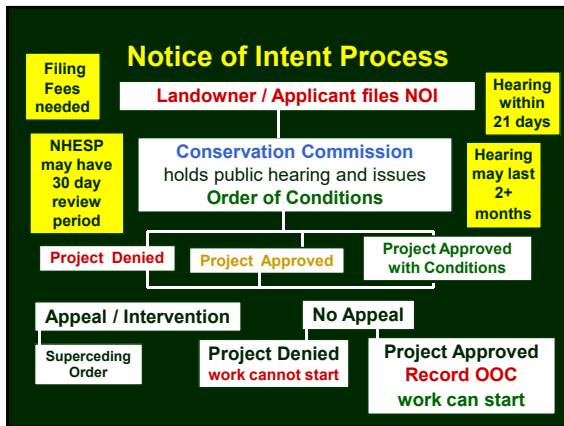 Notice of Intent Process
Filing
Fees
needed
Landowner / Applicant files NOI
Hearing
within
21 days
NHESP
may have
30 day
review
period
Conservation Commission
holds public hearing and issues
Order of Conditions
Hearing
may last
2+
months
Project Denied
Project Approved
Project Approved
with Conditions
Appeal / Intervention
No Appeal
Superceding
Order
Project Denied
work cannot start
Project Approved
Record OOC
work can start